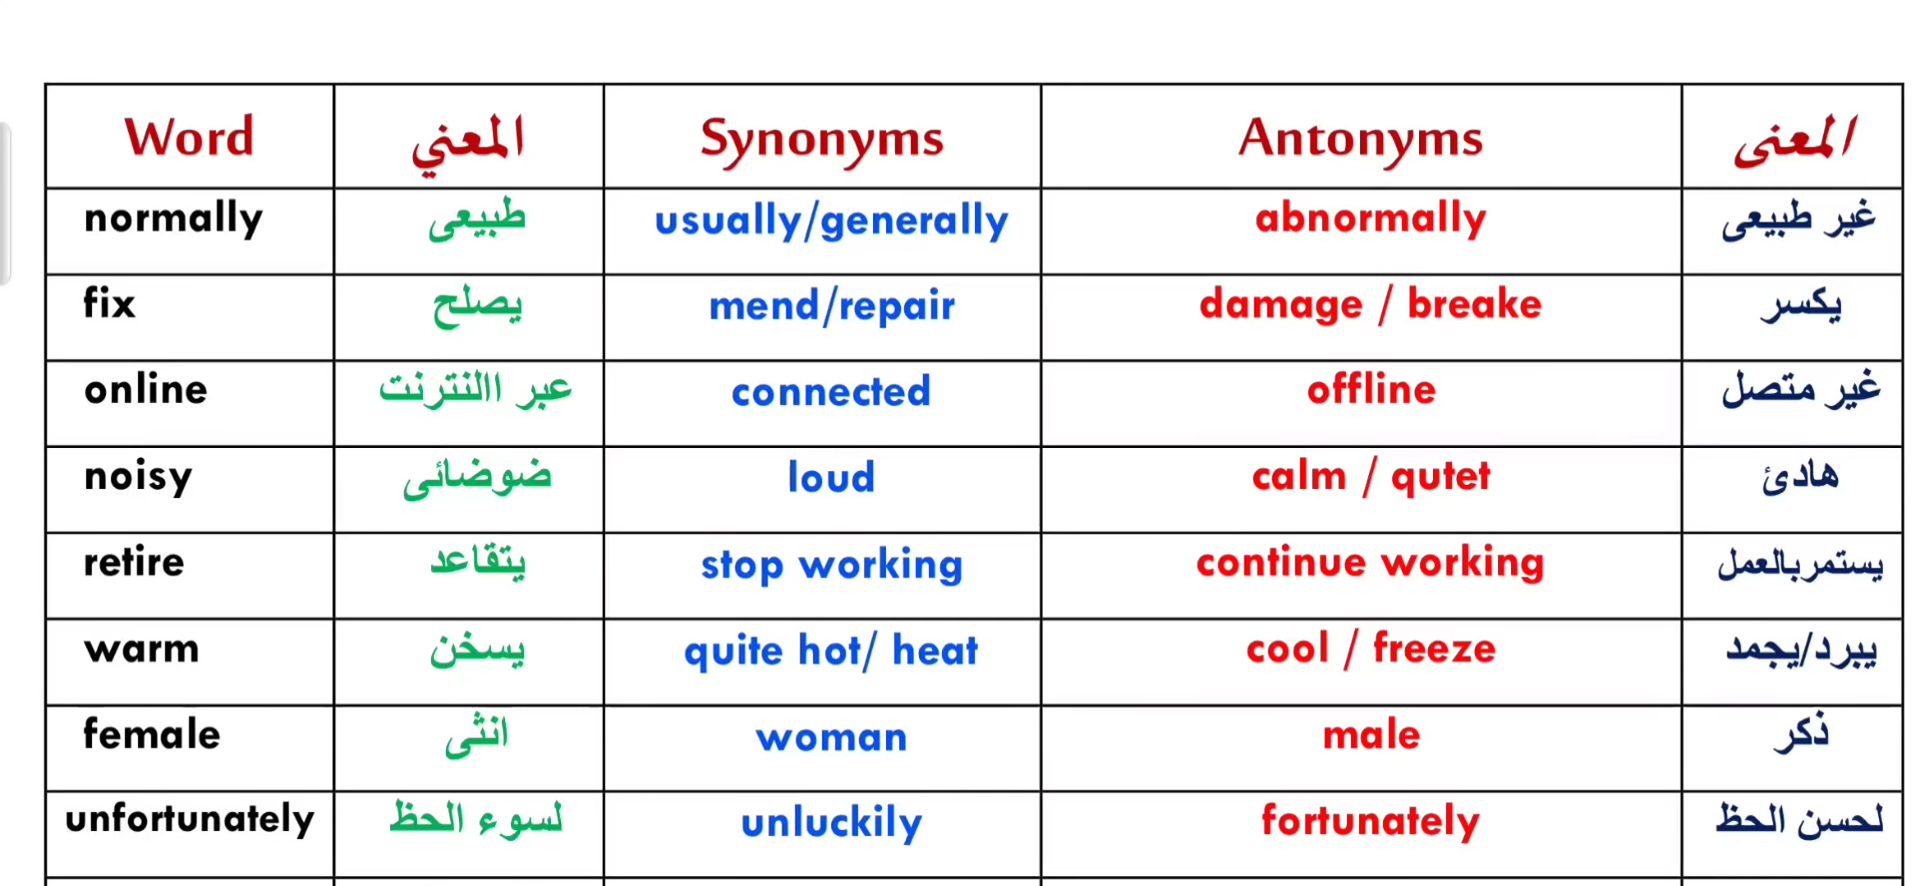 Word المعني Synonyms Antonyms المعنى
normally طبيعى usually/generally abnormally غير طبيعى
fix يصلح mend/repair damage / breake يكسر
online عبر االنترنت connected offline غير متصل
noisy ضوضائى loud calm / qutet هادئ
retire يتقاعد stop working continue working يستمربالعمل
warm يسخن quite hot/ heat cool / freeze يبرد/يجمد
female انثى woman male ذكر
unfortunately لسوء الحظ unluckily fortunately لحسن الحظ